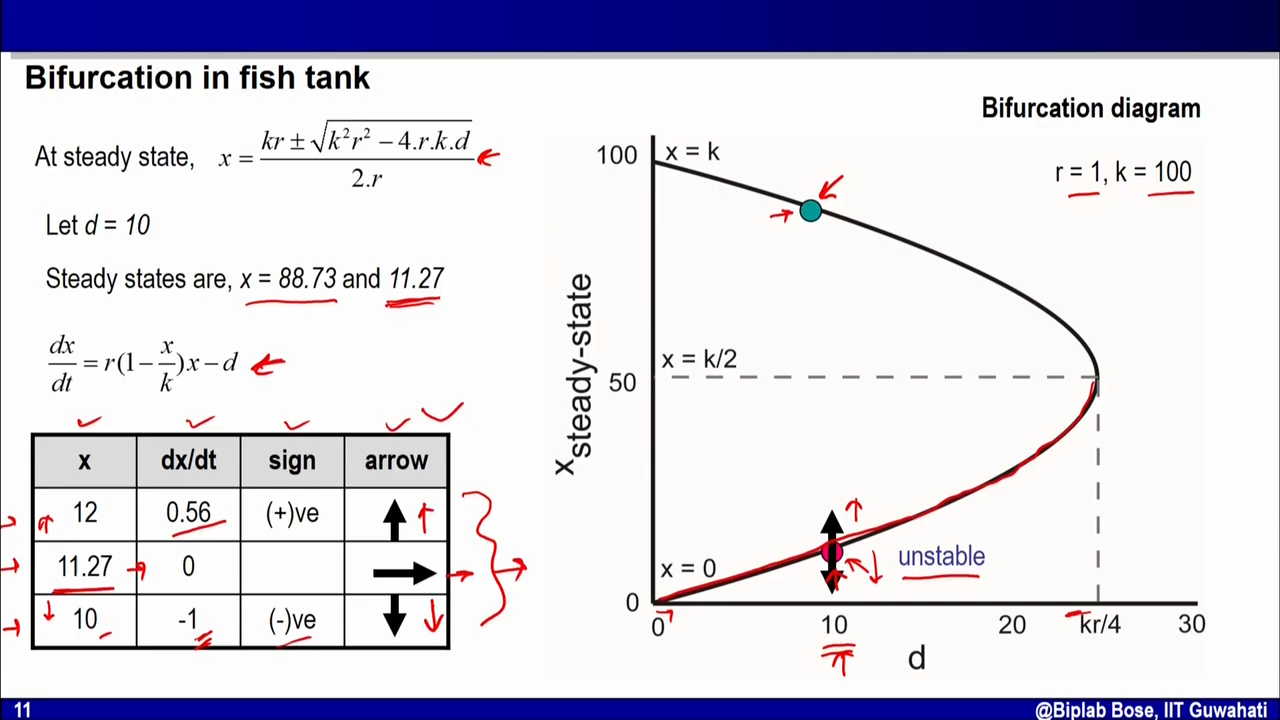 Bifurcation in fish tank
At steady state, x = (kr ± √(k²r² − 4.r.k.d)) / 2.r
Let d = 10
Steady states are, x = 88.73 and 11.27
dx/dt = r(1 − x/k)x − d
x dx/dt sign arrow
12 0.56 (+)ve
11.27 0
10 -1 (-)ve
Bifurcation diagram
r = 1, k = 100
100 x = k
x = k/2
50
x steady-state
unstable
x = 0
0
0 10 20 kr/4 30
d
11 @Biplab Bose, IIT Guwahati